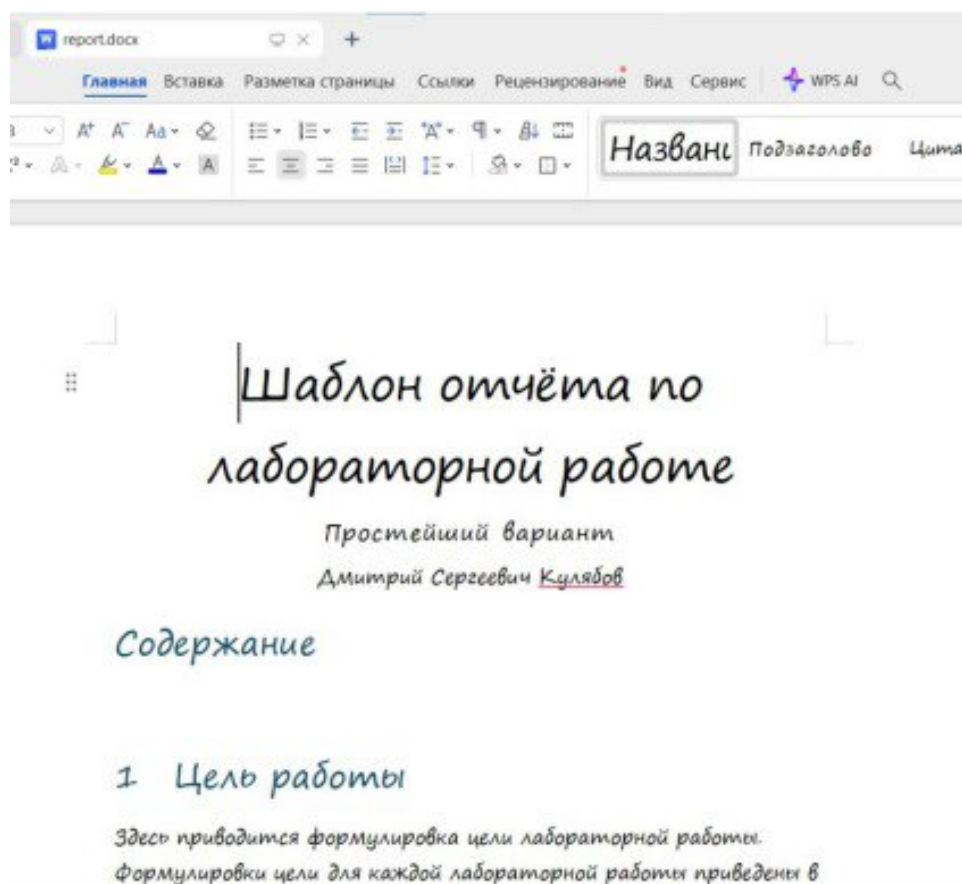 report.docx
Главная Вставка Разметка страницы Ссылки Рецензирование Вид Сервис WPS AI
Aa
Названи Подзаголово Цита
Шаблон отчёта по
лабораторной работе
Простейший вариант
Дмитрий Сергеевич Кулябов
Содержание
1 Цель работы
Здесь приводится формулировка цели лабораторной работы.
Формулировки цели для каждой лабораторной работы приведены в